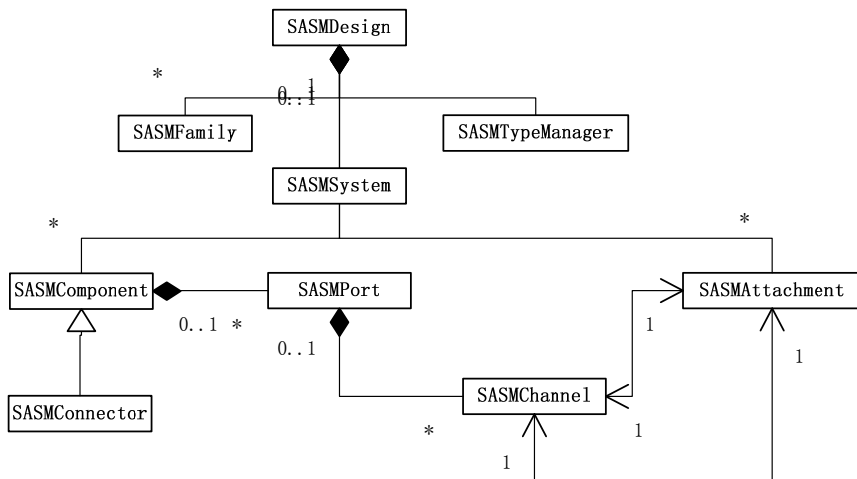 SASMDesign
*
1
0..1
SASMFamily
SASMTypeManager
SASMSystem
*
*
SASMComponent
SASMPort
SASMAttachment
0..1
*
0..1
1
1
SASMChannel
SASMConnector
*
1
1